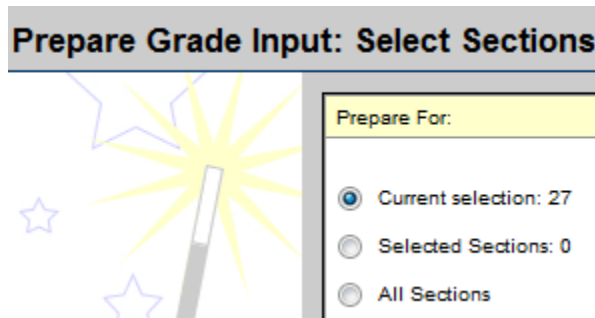 Prepare Grade Input: Select Sections
Prepare For:
Current selection: 27
Selected Sections: 0
All Sections